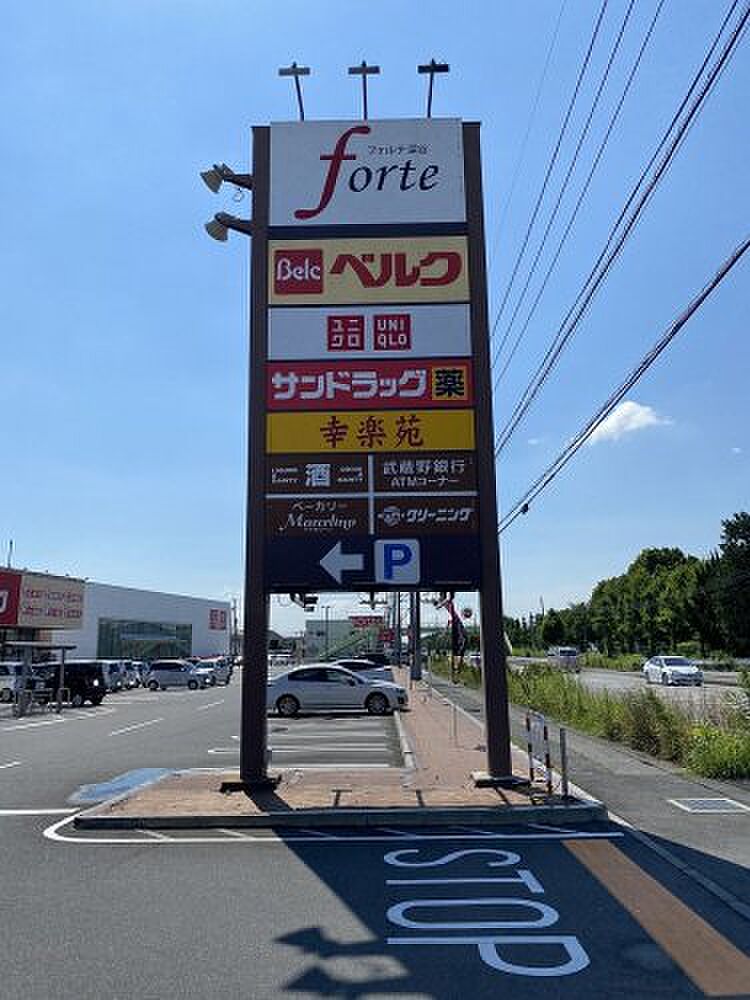 フォルテ深谷
forte
Belc ベルク
ユニクロ UNIQLO
サンドラッグ 薬
幸楽苑
酒
武蔵野銀行
ATMコーナー
ベーカリー
クリーニング
P
STOP